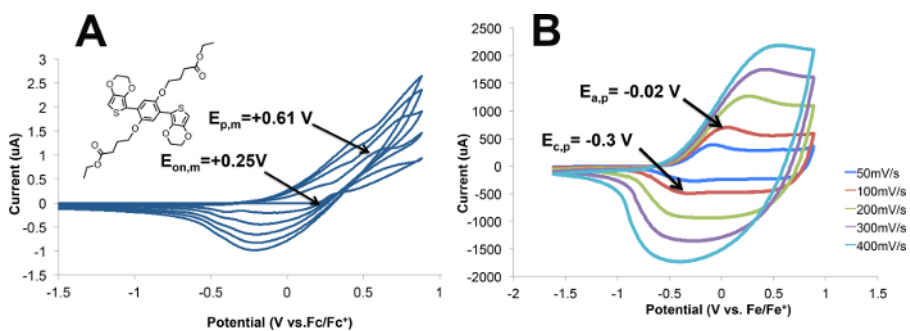 A
3
2.5
2
1.5
1
0.5
0
-0.5
-1
-1.5
Current (uA)
-1.5
-1
-0.5
0
0.5
1
Potential (V vs.Fc/Fc⁺)
O
O
O
O
S
O
O
S
O
O
O
O
Ep,m=+0.61 V
Eon,m=+0.25V
B
2500
2000
1500
1000
500
0
-500
-1000
-1500
-2000
Current (uA)
-2
-1.5
-1
-0.5
0
0.5
1
1.5
Potential (V vs. Fe/Fe⁺)
Ea,p= -0.02 V
Ec,p= -0.3 V
50mV/s
100mV/s
200mV/s
300mV/s
400mV/s